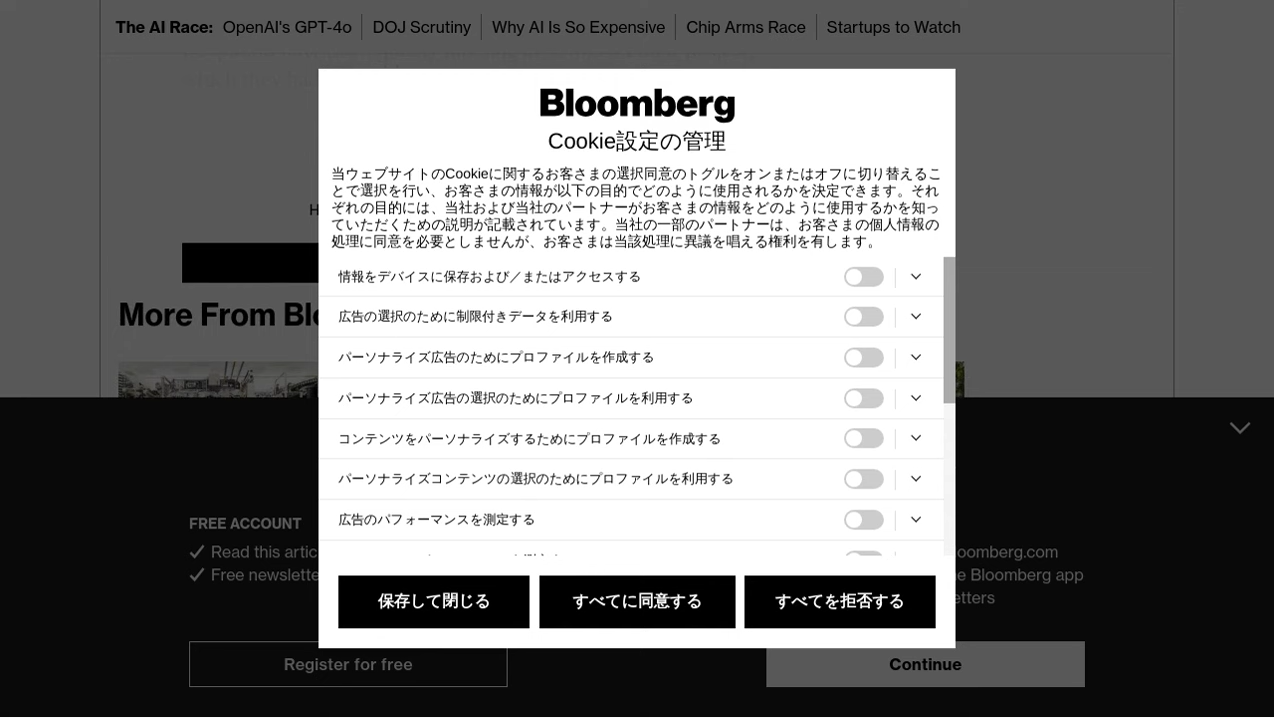 The AI Race: OpenAI's GPT-4o DOJ Scrutiny Why AI Is So Expensive Chip Arms Race Startups to Watch
Bloomberg
Cookie設定の管理
当ウェブサイトのCookieに関するお客さまの選択同意のトグルをオンまたはオフに切り替えるこ
とで選択を行い、お客さまの情報が以下の目的でどのように使用されるかを決定できます。それ
ぞれの目的には、当社および当社のパートナーがお客さまの情報をどのように使用するかを知っ
ていただくための説明が記載されています。当社の一部のパートナーは、お客さまの個人情報の
処理に同意を必要としませんが、お客さまは当該処理に異議を唱える権利を有します。
情報をデバイスに保存および／またはアクセスする
広告の選択のために制限付きデータを利用する
More From Blo
パーソナライズ広告のためにプロファイルを作成する
パーソナライズ広告の選択のためにプロファイルを利用する
コンテンツをパーソナライズするためにプロファイルを作成する
パーソナライズコンテンツの選択のためにプロファイルを利用する
広告のパフォーマンスを測定する
FREE ACCOUNT
Read this artic
loomberg.com
Free newslette
e Bloomberg app
etters
保存して閉じる すべてに同意する すべてを拒否する
Register for free
Continue